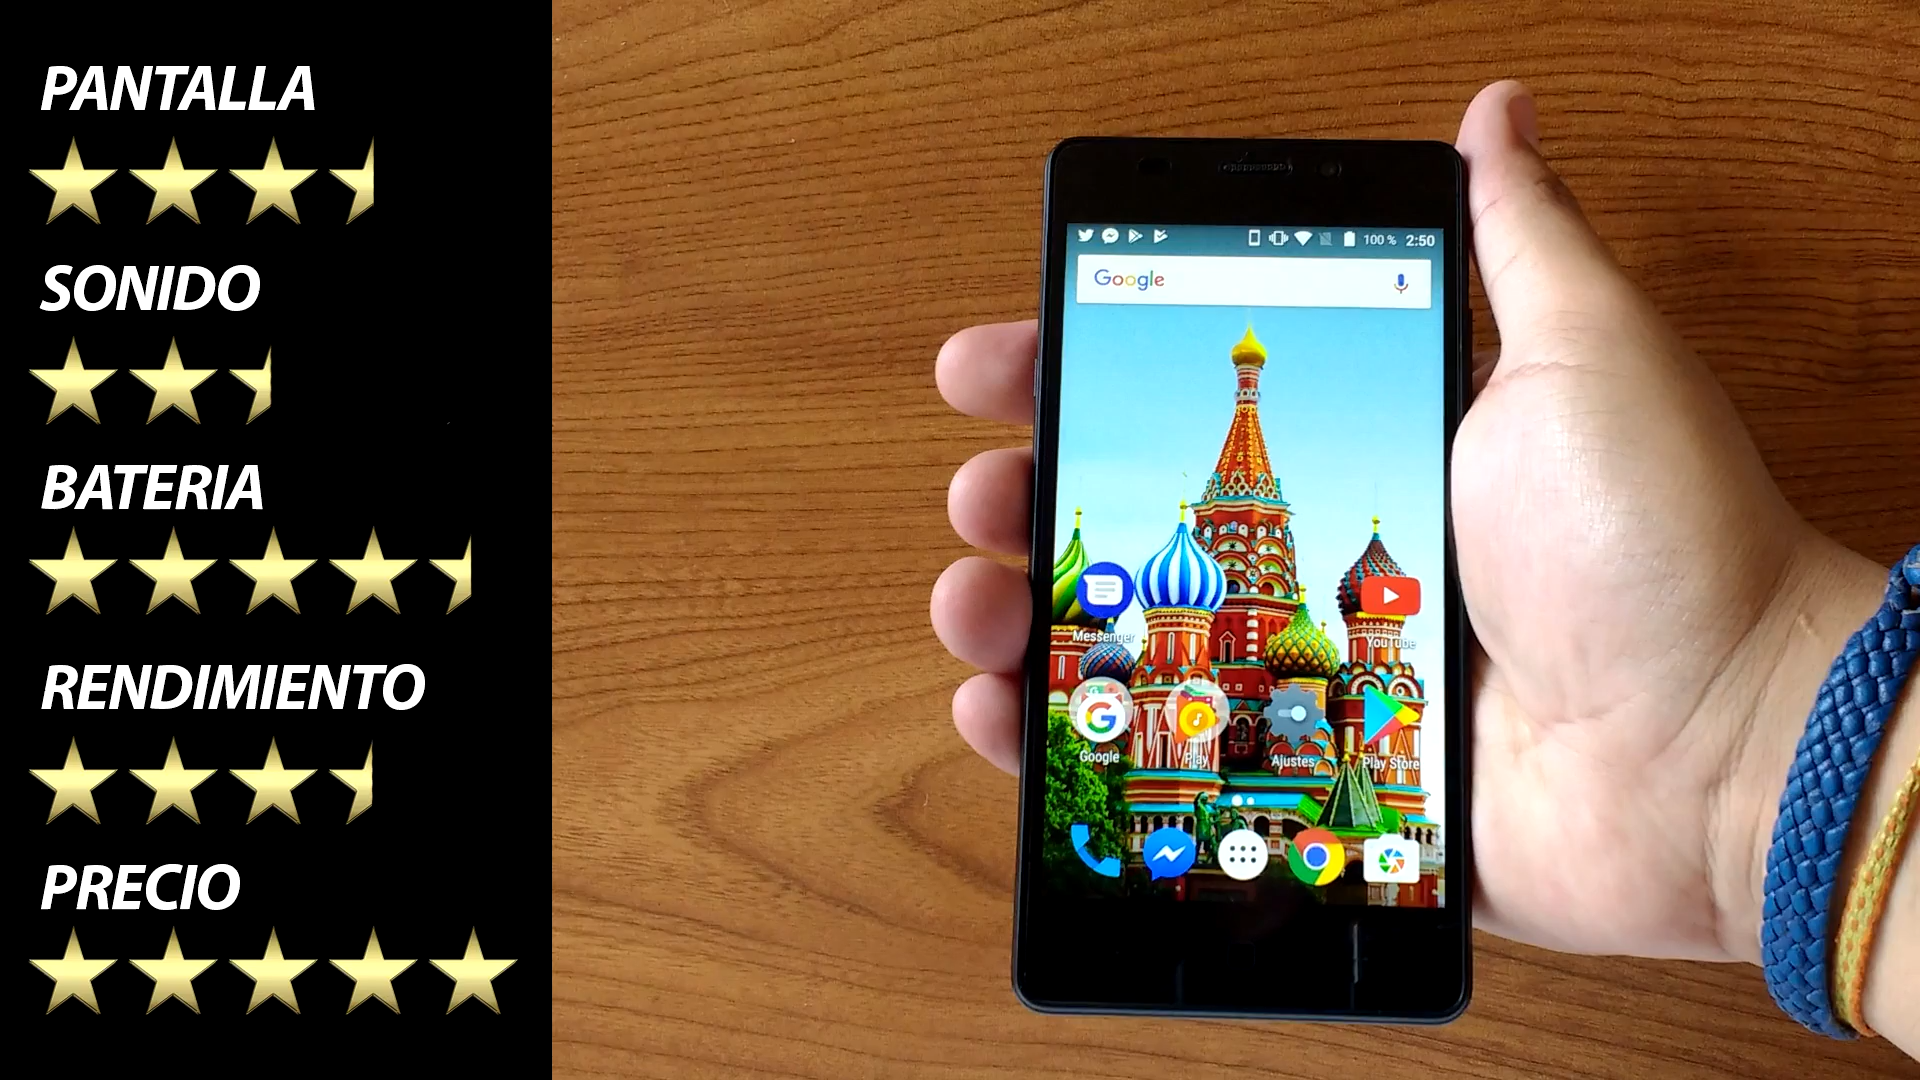 PANTALLA
SONIDO
BATERIA
RENDIMIENTO
PRECIO
100 % 2:50
Google
Messenger
YouTube
Google
Play
Ajustes
Play Store